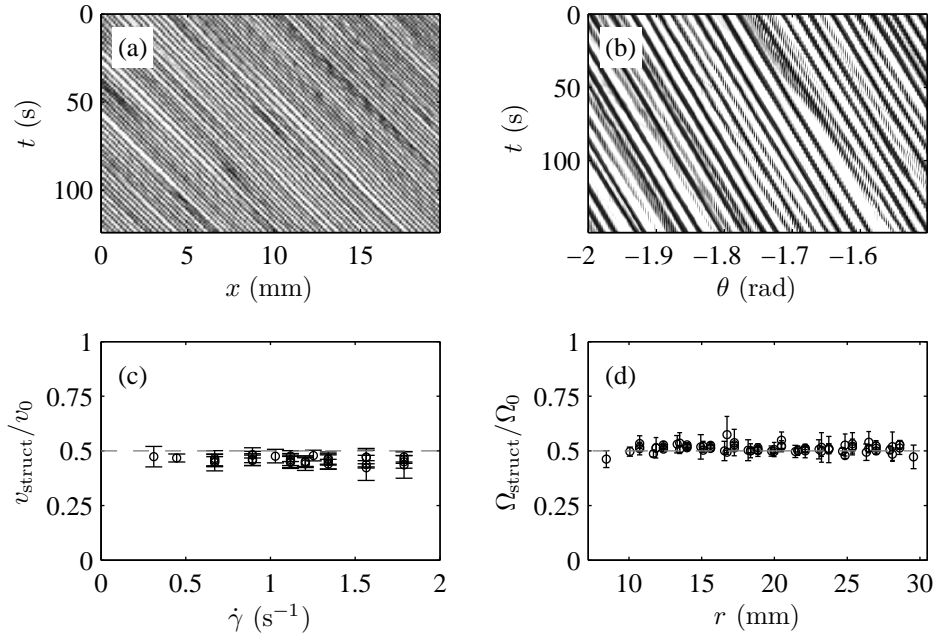 (a)
0
50
100
t (s)
0 5 10 15
x (mm)
(b)
0
50
100
t (s)
−2 −1.9 −1.8 −1.7 −1.6
θ (rad)
(c)
1
0.75
0.5
0.25
0
v_struct/v_0
0 0.5 1 1.5 2
γ̇ (s⁻¹)
(d)
1
0.75
0.5
0.25
0
Ω_struct/Ω_0
10 15 20 25 30
r (mm)